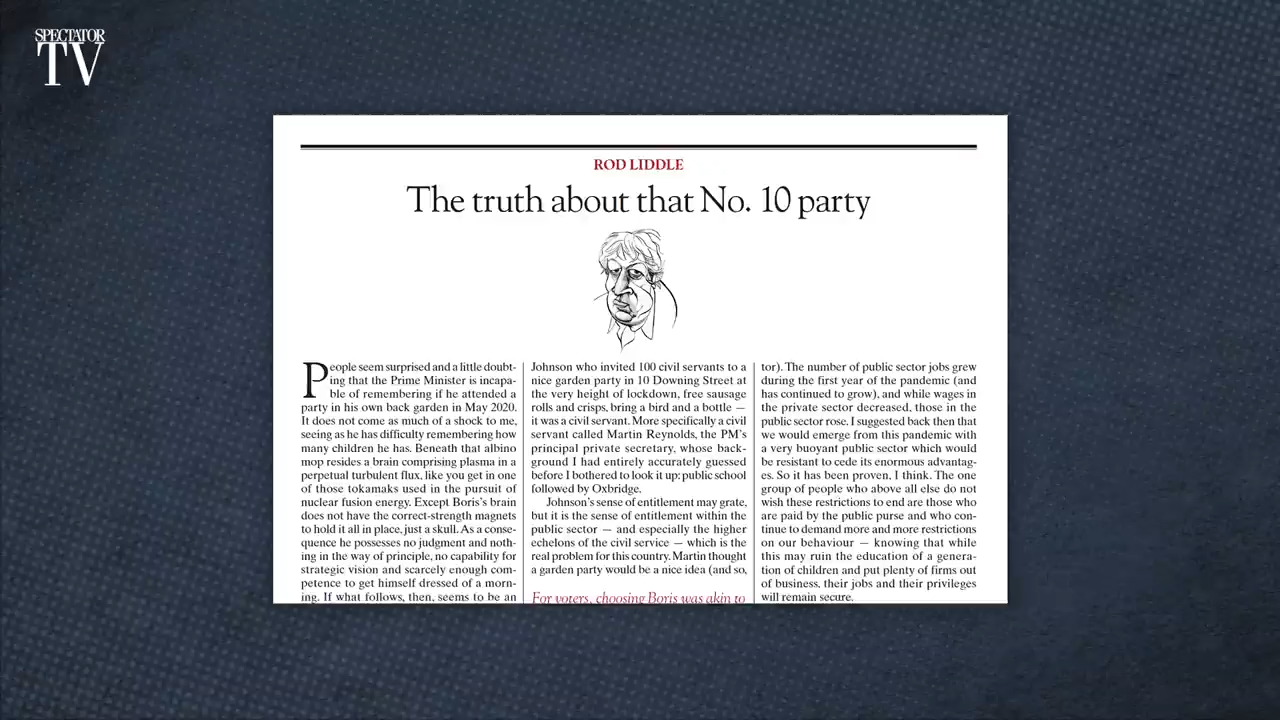 SPECTATOR
TV
ROD LIDDLE
The truth about that No. 10 party
People seem surprised and a little doubt-
ing that the Prime Minister is incapa-
ble of remembering if he attended a
party in his own back garden in May 2020.
It does not come as much of a shock to me,
seeing as he has difficulty remembering how
many children he has. Beneath that albino
mop resides a brain comprising plasma in a
perpetual turbulent flux, like you get in one
of those tokamaks used in the pursuit of
nuclear fusion energy. Except Boris's brain
does not have the correct-strength magnets
to hold it all in place, just a skull. As a conse-
quence he possesses no judgment and noth-
ing in the way of principle, no capability for
strategic vision and scarcely enough com-
petence to get himself dressed of a morn-
ing. If what follows, then, seems to be an
Johnson who invited 100 civil servants to a
nice garden party in 10 Downing Street at
the very height of lockdown, free sausage
rolls and crisps, bring a bird and a bottle —
it was a civil servant. More specifically a civil
servant called Martin Reynolds, the PM's
principal private secretary, whose back-
ground I had entirely accurately guessed
before I bothered to look it up: public school
followed by Oxbridge.
Johnson's sense of entitlement may grate,
but it is the sense of entitlement within the
public sector — and especially the higher
echelons of the civil service — which is the
real problem for this country. Martin thought
a garden party would be a nice idea (and so,
For voters, choosing Boris was akin to
tor). The number of public sector jobs grew
during the first year of the pandemic (and
has continued to grow), and while wages in
the private sector decreased, those in the
public sector rose. I suggested back then that
we would emerge from this pandemic with
a very buoyant public sector which would
be resistant to cede its enormous advantag-
es. So it has been proven, I think. The one
group of people who above all else do not
wish these restrictions to end are those who
are paid by the public purse and who con-
tinue to demand more and more restrictions
on our behaviour — knowing that while
this may ruin the education of a genera-
tion of children and put plenty of firms out
of business, their jobs and their privileges
will remain secure.